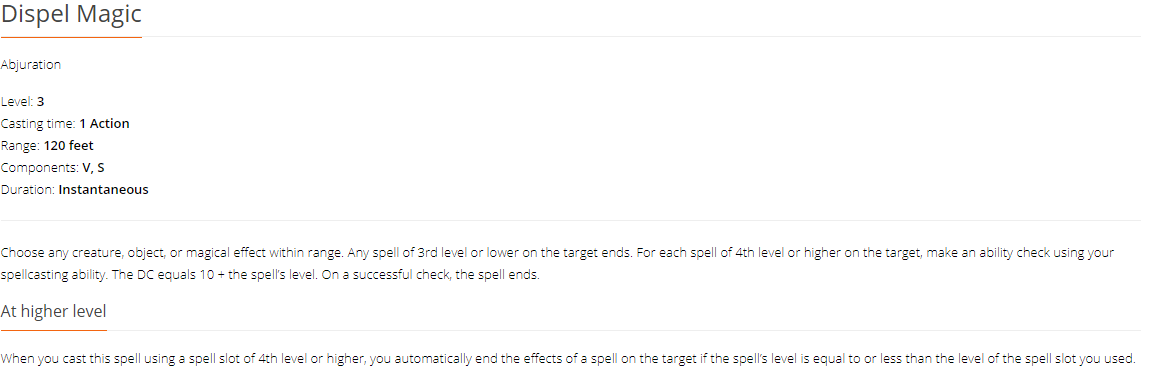 Dispel Magic
Abjuration
Level: 3
Casting time: 1 Action
Range: 120 feet
Components: V, S
Duration: Instantaneous
Choose any creature, object, or magical effect within range. Any spell of 3rd level or lower on the target ends. For each spell of 4th level or higher on the target, make an ability check using your
spellcasting ability. The DC equals 10 + the spell’s level. On a successful check, the spell ends.
At higher level
When you cast this spell using a spell slot of 4th level or higher, you automatically end the effects of a spell on the target if the spell’s level is equal to or less than the level of the spell slot you used.